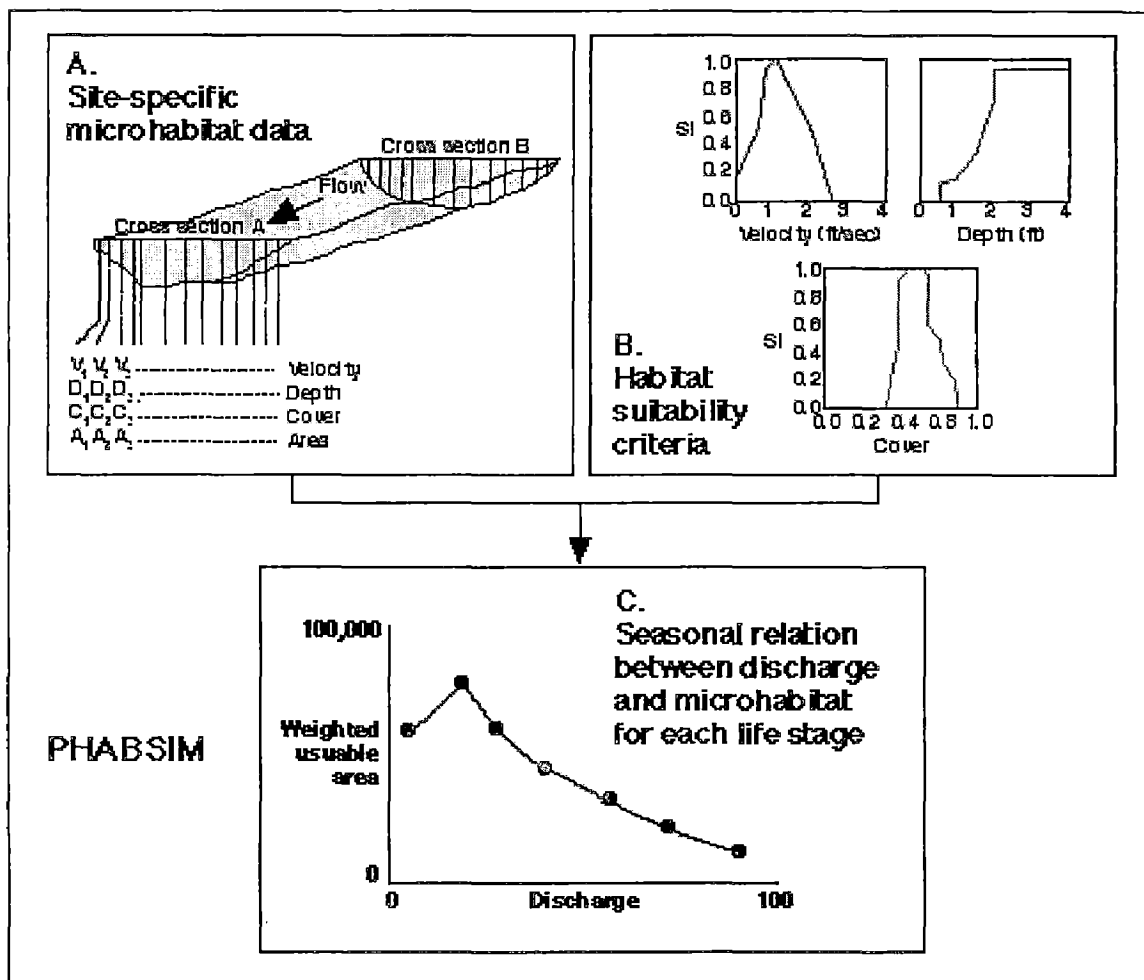 A.
Site-specific
microhabitat data
Cross section B
Flow
Cross section A
V₁ V₂ V₃ Velocity
D₁ D₂ D₃ Depth
C₁ C₂ C₃ Cover
A₁ A₂ A₃ Area
SI
1.0
0.8
0.6
0.4
0.2
0.0
0 1 2 3 4
Velocity (ft/sec)
0 1 2 3 4
Depth (ft)
B.
Habitat
suitability
criteria
SI
1.0
0.8
0.6
0.4
0.2
0.0
0.0 0.2 0.4 0.6 0.8 1.0
Cover
PHABSIM
C.
Seasonal relation
between discharge
and microhabitat
for each life stage
100,000
Weighted
usuable
area
0
0 Discharge 100